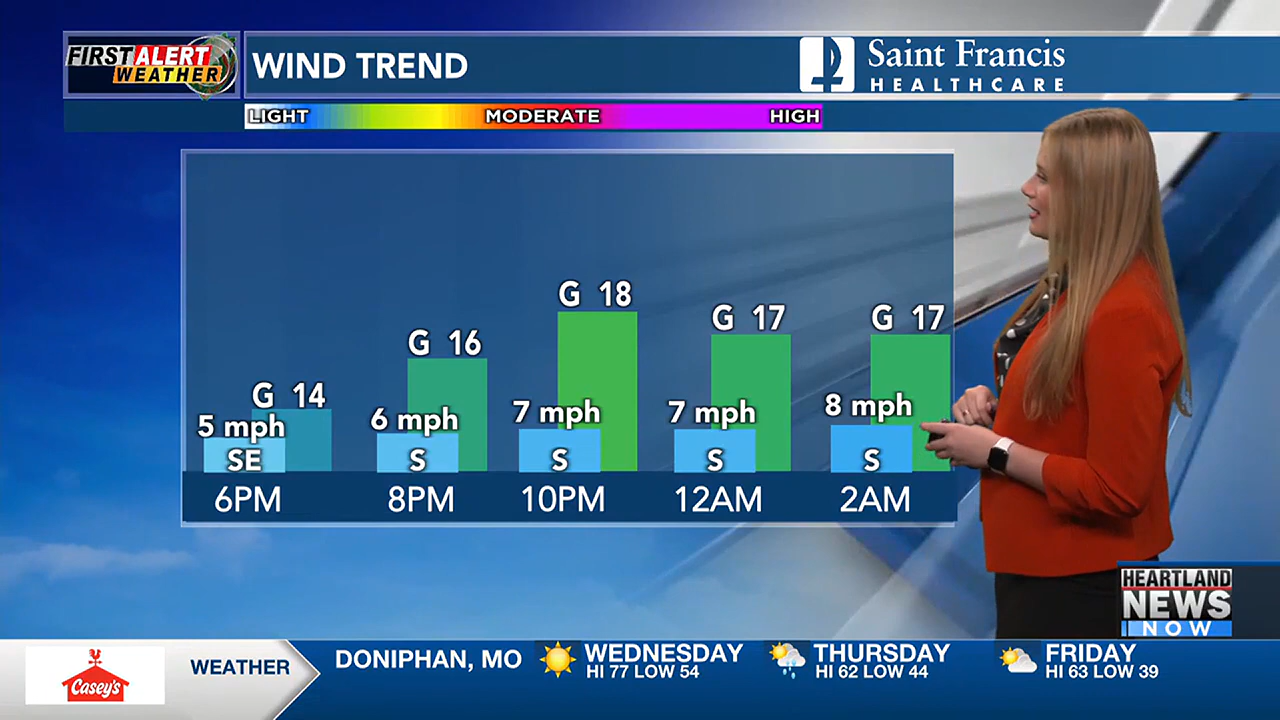 FIRST ALERT
WEATHER
WIND TREND
Saint Francis
HEALTHCARE
LIGHT
MODERATE
HIGH
G 14
5 mph
SE
6PM
G 16
6 mph
S
8PM
G 18
7 mph
S
10PM
G 17
7 mph
S
12AM
G 17
8 mph
S
2AM
HEARTLAND
NEWS
NOW
Casey's
WEATHER
DONIPHAN, MO
WEDNESDAY
HI 77 LOW 54
THURSDAY
HI 62 LOW 44
FRIDAY
HI 63 LOW 39